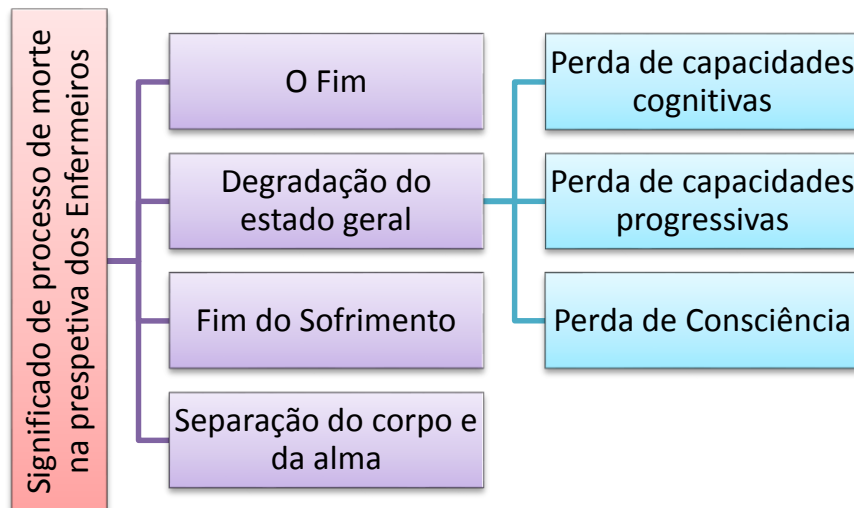 Significado de processo de morte
na prespetiva dos Enfermeiros
O Fim
Degradação do
estado geral
Fim do Sofrimento
Separação do corpo e
da alma
Perda de capacidades
cognitivas
Perda de capacidades
progressivas
Perda de Consciência